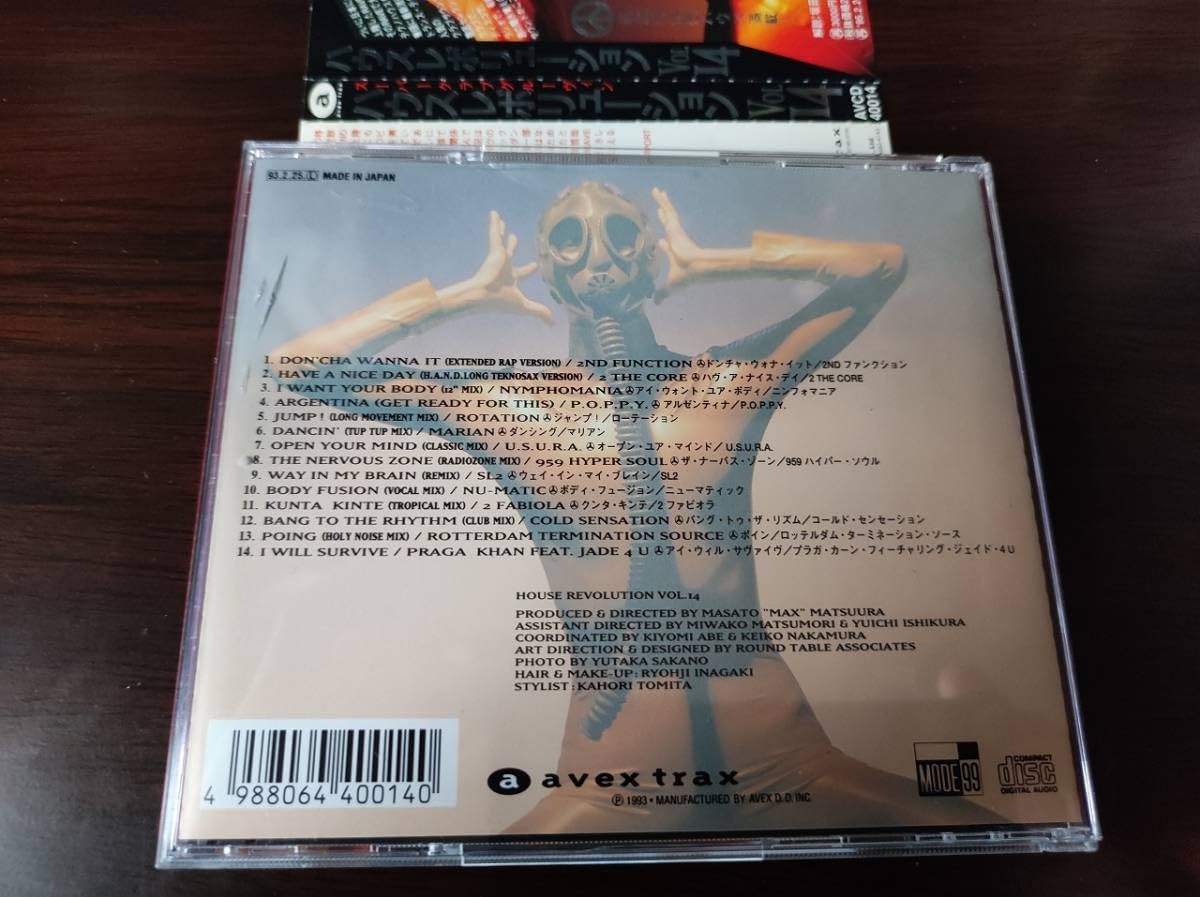 ハウスレボリューション VOL. 14
a avex trax スーパークラブグルーヴィン
ハウスレボリューション VOL. 14 AVCD 40014
93.2.25.Ⓛ MADE IN JAPAN
1. DON'CHA WANNA IT (EXTENDED RAP VERSION) / 2ND FUNCTION ドンチャ・ウォナ・イット/2ND ファンクション
2. HAVE A NICE DAY (H.A.N.D.LONG TEKNOSAX VERSION) / 2 THE CORE ハヴ・ア・ナイス・デイ/2 THE CORE
3. I WANT YOUR BODY (12" MIX) / NYMPHOMANIA アイ・ウォント・ユア・ボディ/ニンフォマニア
4. ARGENTINA (GET READY FOR THIS) / P.O.P.P.Y. アルゼンティナ/P.O.P.P.Y.
5. JUMP! (LONG MOVEMENT MIX) / ROTATION ジャンプ!/ローテーション
6. DANCIN' (TUP TUP MIX) / MARIAN ダンシング/マリアン
7. OPEN YOUR MIND (CLASSIC MIX) / U.S.U.R.A. オープン・ユア・マインド/U.S.U.R.A.
8. THE NERVOUS ZONE (RADIOZONE MIX) / 959 HYPER SOUL ザ・ナーバス・ゾーン/959 ハイパー・ソウル
9. WAY IN MY BRAIN (REMIX) / SL2 ウェイ・イン・マイ・ブレイン/SL2
10. BODY FUSION (VOCAL MIX) / NU-MATIC ボディ・フュージョン/ニューマティック
11. KUNTA KINTE (TROPICAL MIX) / 2 FABIOLA クンタ・キンテ/2 ファビオラ
12. BANG TO THE RHYTHM (CLUB MIX) / COLD SENSATION バング・トゥ・ザ・リズム/コールド・センセーション
13. POING (HOLY NOISE MIX) / ROTTERDAM TERMINATION SOURCE ポイン/ロッテルダム・ターミネーション・ソース
14. I WILL SURVIVE / PRAGA KHAN FEAT. JADE 4 U アイ・ウィル・サヴァイヴ/プラガ・カーン・フィーチャリング・ジェイド・4 U
HOUSE REVOLUTION VOL.14
PRODUCED & DIRECTED BY MASATO "MAX" MATSUURA
ASSISTANT DIRECTED BY MIWAKO MATSUMORI & YUICHI ISHIKURA
COORDINATED BY KIYOMI ABE & KEIKO NAKAMURA
ART DIRECTION & DESIGNED BY ROUND TABLE ASSOCIATES
PHOTO BY YUTAKA SAKANO
HAIR & MAKE-UP : RYOHJI INAGAKI
STYLIST : KAHORI TOMITA
4 988064 400140
a avex trax
Ⓟ 1993 • MANUFACTURED BY AVEX D.D. INC.
MODE 99
COMPACT disc DIGITAL AUDIO